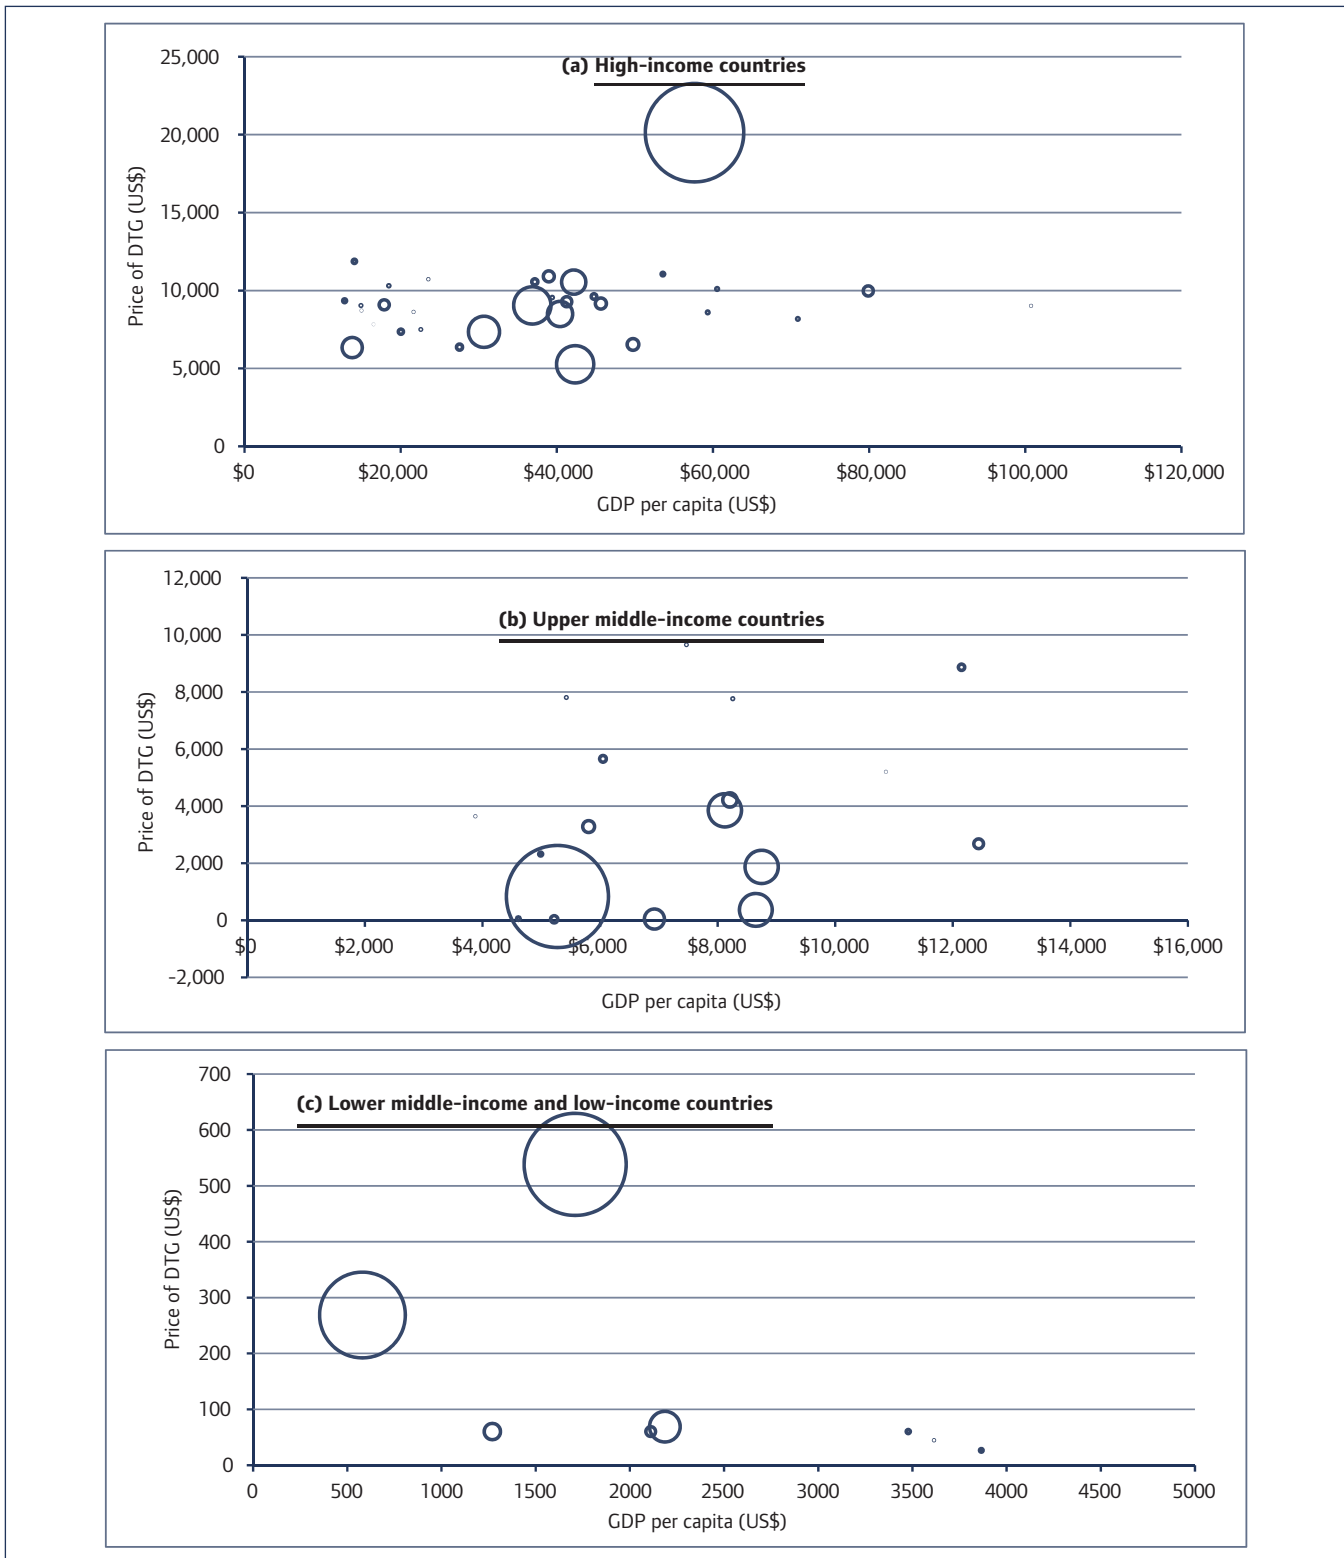 (a) High-income countries
25,000
20,000
15,000
10,000
5,000
0
Price of DTG (US$)
$0 $20,000 $40,000 $60,000 $80,000 $100,000 $120,000
GDP per capita (US$)
(b) Upper middle-income countries
12,000
10,000
8,000
6,000
4,000
2,000
0
-2,000
Price of DTG (US$)
$0 $2,000 $4,000 $6,000 $8,000 $10,000 $12,000 $14,000 $16,000
GDP per capita (US$)
(c) Lower middle-income and low-income countries
700
600
500
400
300
200
100
0
Price of DTG (US$)
0 500 1000 1500 2000 2500 3000 3500 4000 4500 5000
GDP per capita (US$)